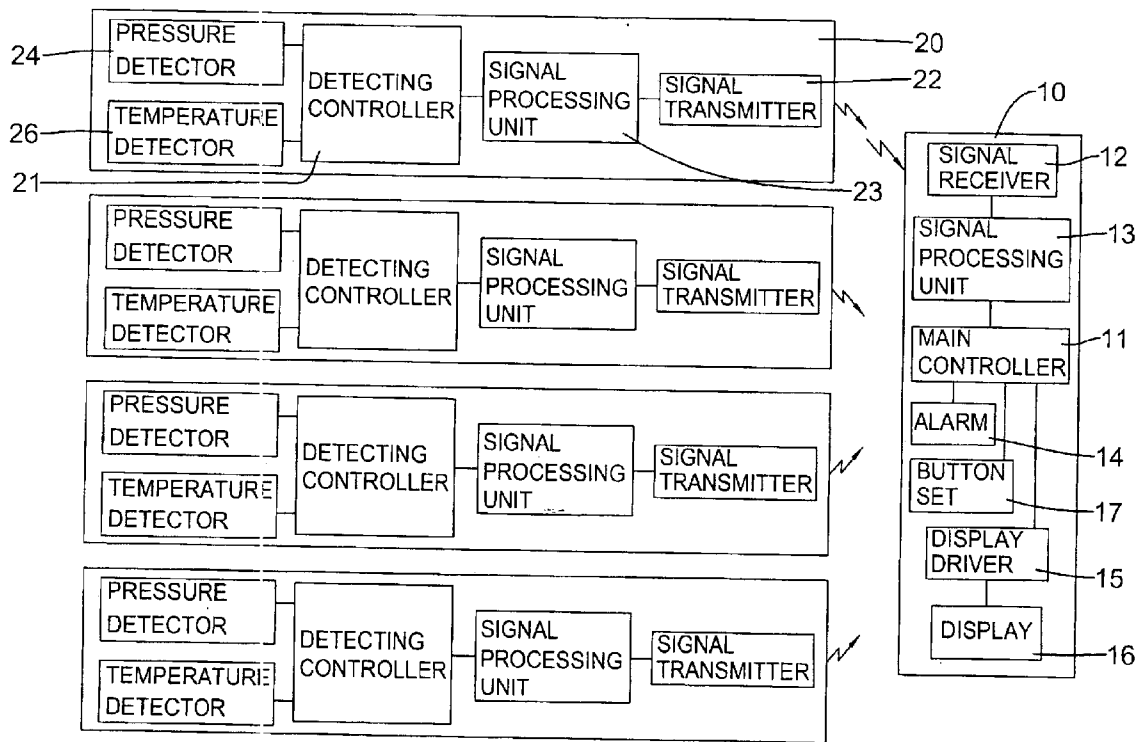 24
PRESSURE
DETECTOR
26
TEMPERATURE
DETECTOR
DETECTING
CONTROLLER
21
SIGNAL
PROCESSING
UNIT
23
SIGNAL
TRANSMITTER
20
22
PRESSURE
DETECTOR
TEMPERATURE
DETECTOR
DETECTING
CONTROLLER
SIGNAL
PROCESSING
UNIT
SIGNAL
TRANSMITTER
PRESSURE
DETECTOR
TEMPERATURE
DETECTOR
DETECTING
CONTROLLER
SIGNAL
PROCESSING
UNIT
SIGNAL
TRANSMITTER
PRESSURE
DETECTOR
TEMPERATURE
DETECTOR
DETECTING
CONTROLLER
SIGNAL
PROCESSING
UNIT
SIGNAL
TRANSMITTER
10
SIGNAL
RECEIVER
12
SIGNAL
PROCESSING
UNIT
13
MAIN
CONTROLLER
11
ALARM
14
BUTTON
SET
17
DISPLAY
DRIVER
15
DISPLAY
16